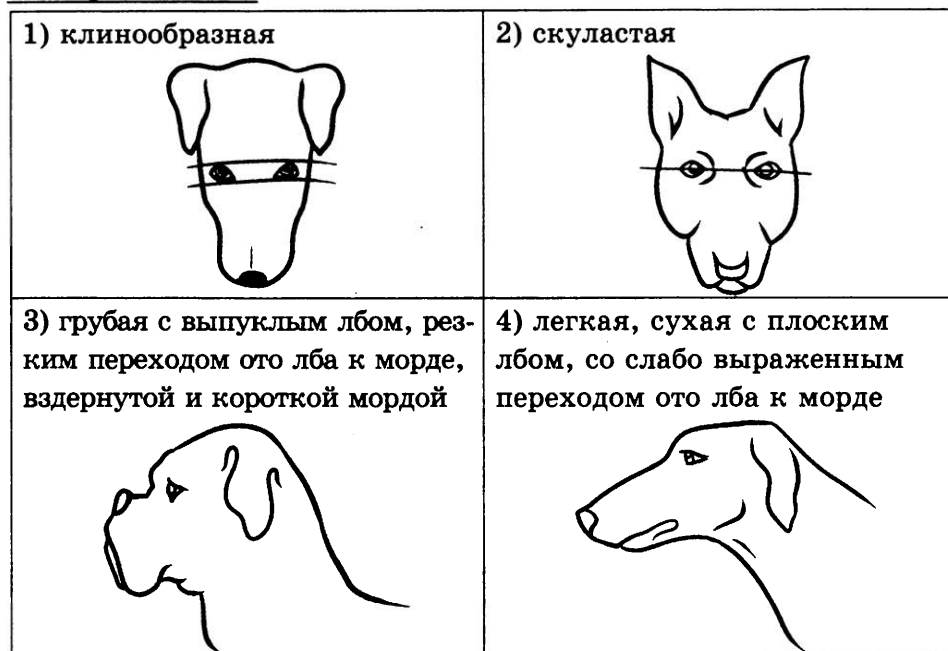 1) клинообразная
2) скуластая
3) грубая с выпуклым лбом, рез-
ким переходом ото лба к морде,
вздернутой и короткой мордой
4) легкая, сухая с плоским
лбом, со слабо выраженным
переходом ото лба к морде